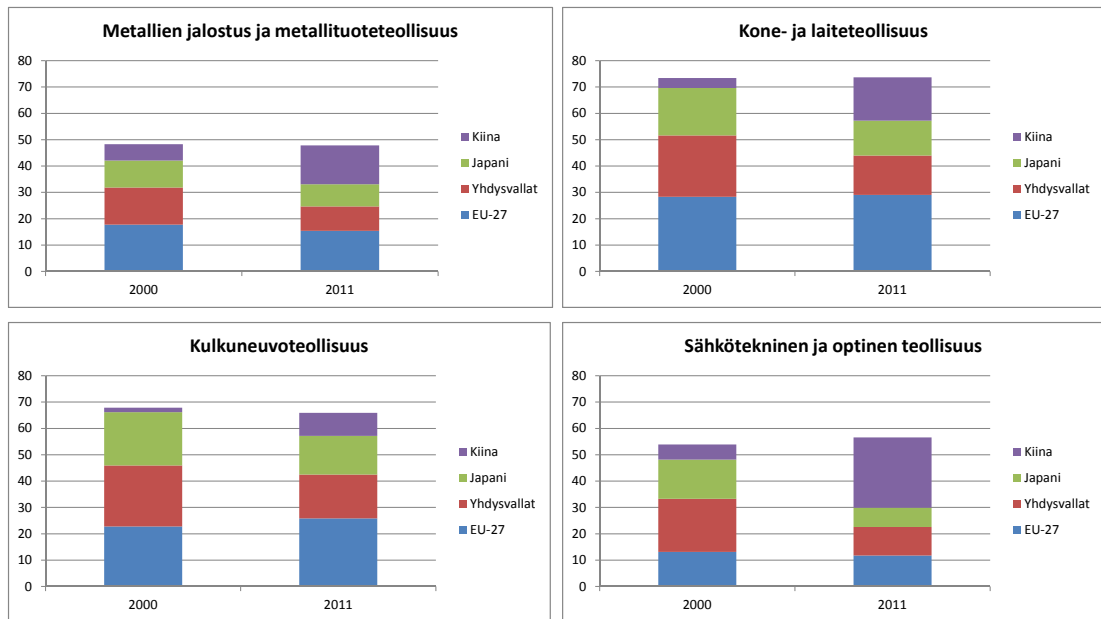 Metallien jalostus ja metallituoteteollisuus
80
70
60
50
40
30
20
10
0
2000
2011
Kiina
Japani
Yhdysvallat
EU-27
Kone- ja laiteteollisuus
80
70
60
50
40
30
20
10
0
2000
2011
Kiina
Japani
Yhdysvallat
EU-27
Kulkuneuvoteollisuus
80
70
60
50
40
30
20
10
0
2000
2011
Kiina
Japani
Yhdysvallat
EU-27
Sähkötekninen ja optinen teollisuus
80
70
60
50
40
30
20
10
0
2000
2011
Kiina
Japani
Yhdysvallat
EU-27